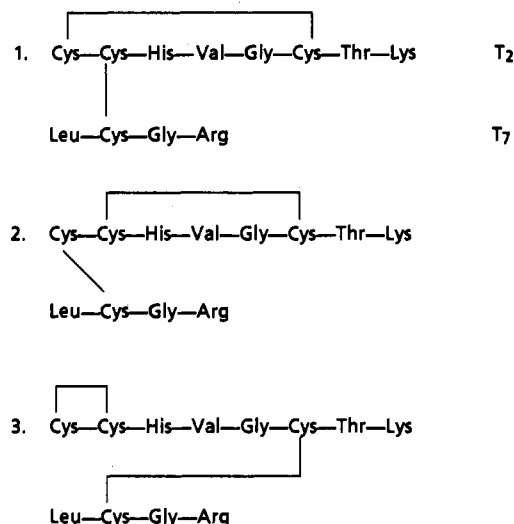 1. Cys—Cys—His—Val—Gly—Cys—Thr—Lys T2
Leu—Cys—Gly—Arg T7
2. Cys—Cys—His—Val—Gly—Cys—Thr—Lys
Leu—Cys—Gly—Arg
3. Cys—Cys—His—Val—Gly—Cys—Thr—Lys
Leu—Cys—Gly—Arg